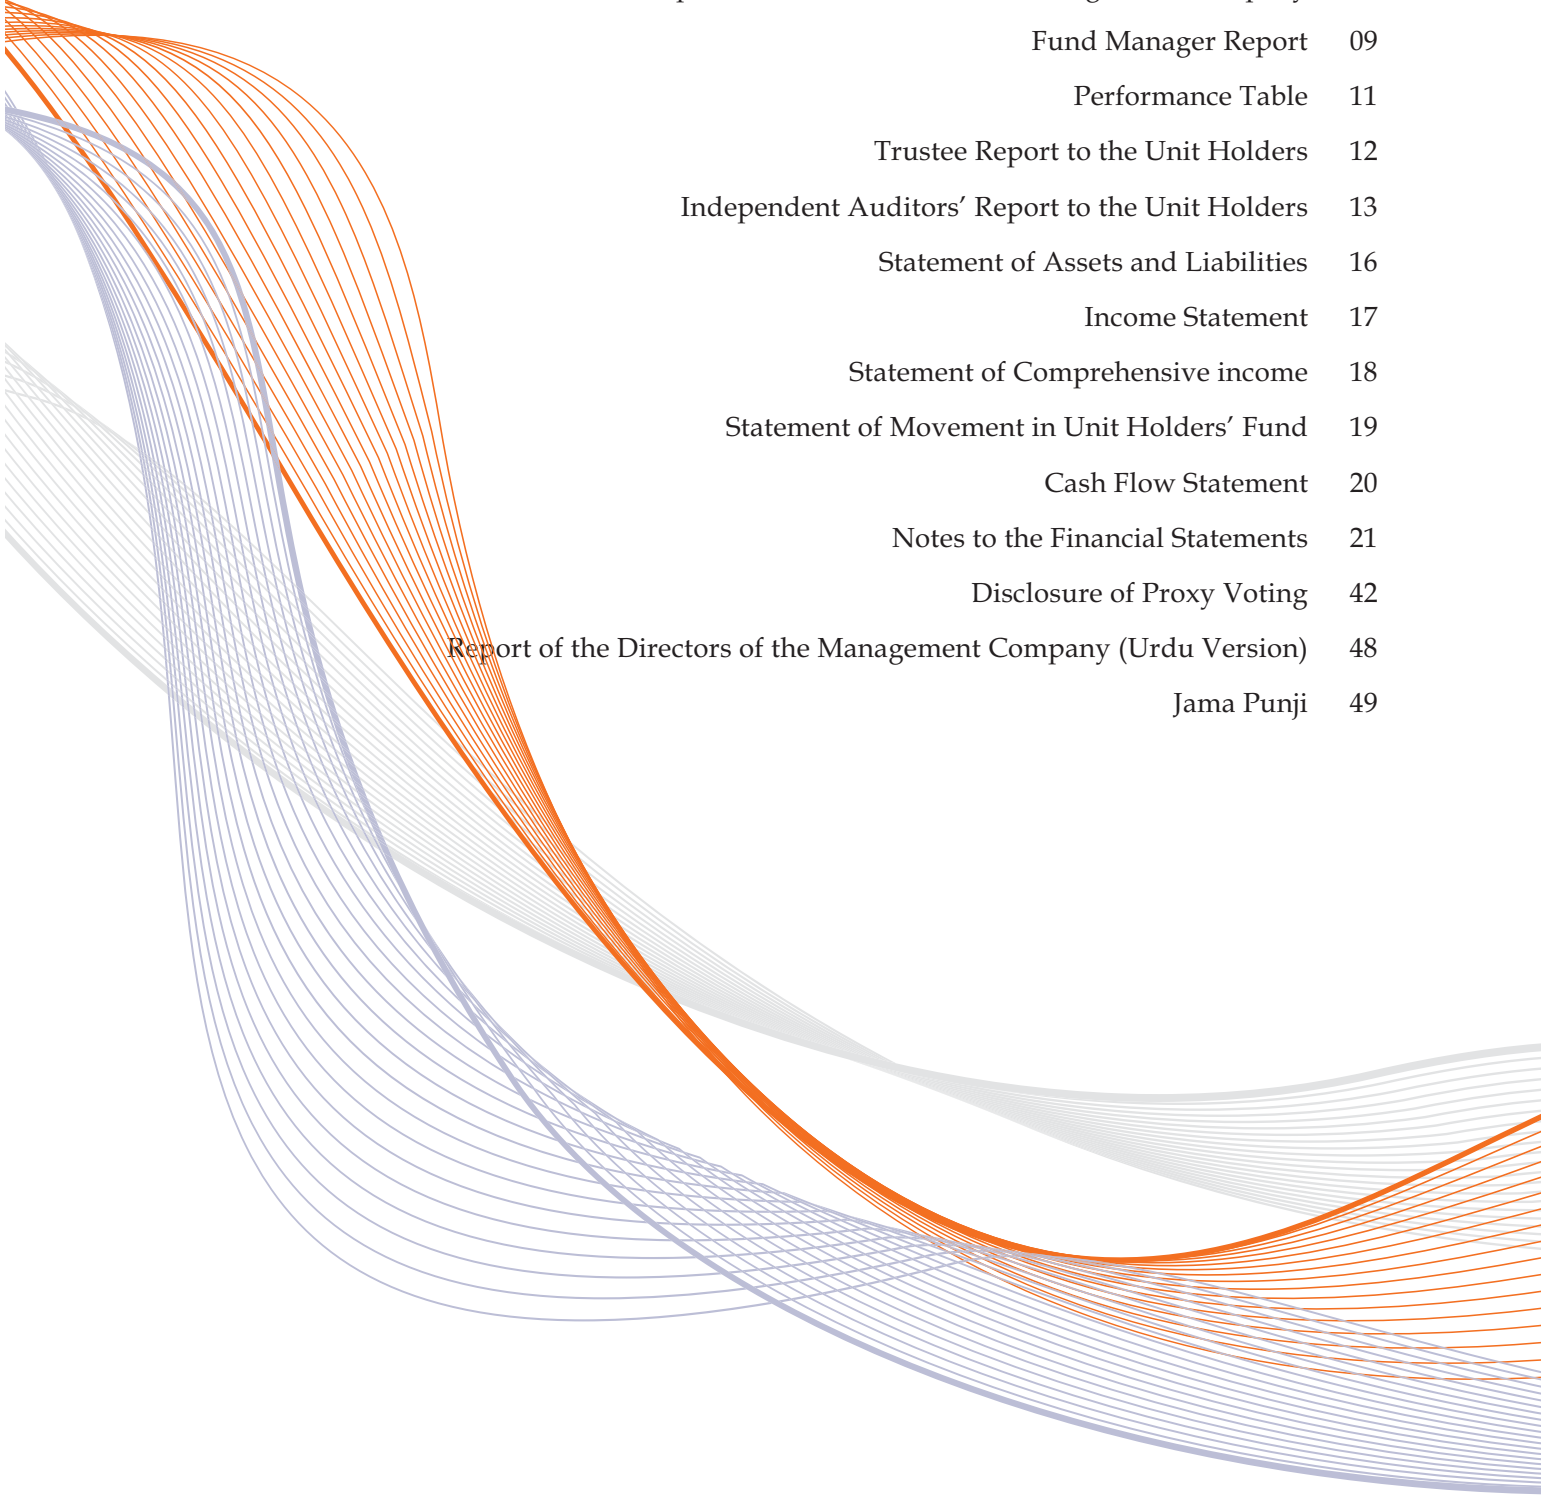 Fund Manager Report 09
Performance Table 11
Trustee Report to the Unit Holders 12
Independent Auditors’ Report to the Unit Holders 13
Statement of Assets and Liabilities 16
Income Statement 17
Statement of Comprehensive income 18
Statement of Movement in Unit Holders’ Fund 19
Cash Flow Statement 20
Notes to the Financial Statements 21
Disclosure of Proxy Voting 42
Report of the Directors of the Management Company (Urdu Version) 48
Jama Punji 49